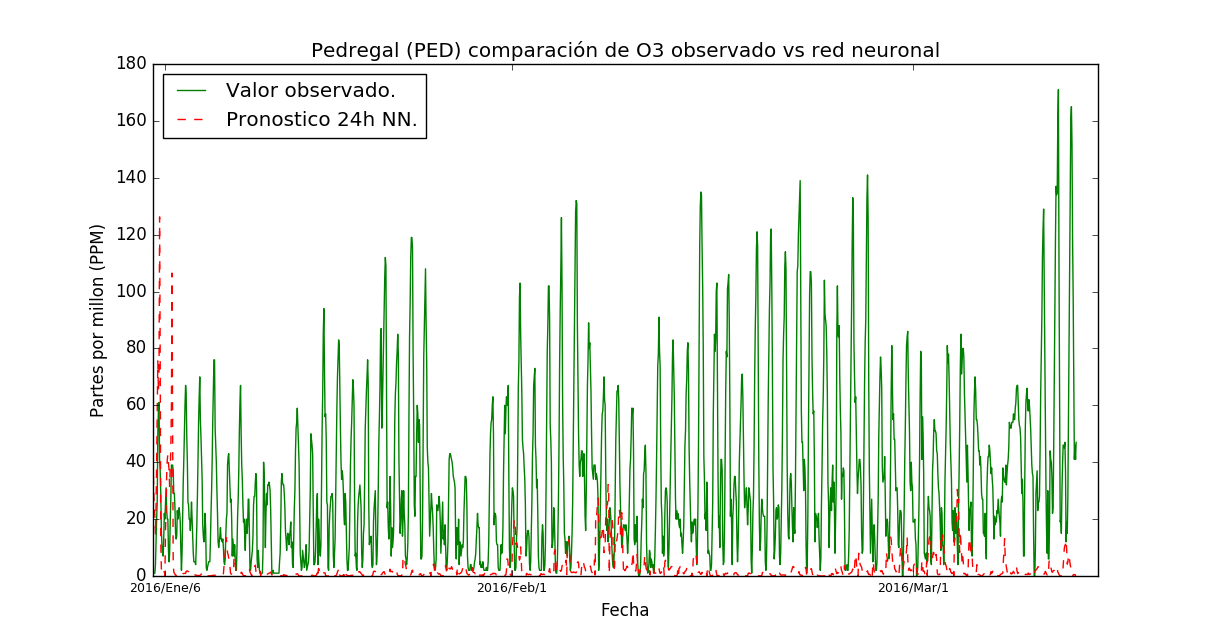 Pedregal (PED) comparación de O3 observado vs red neuronal
Valor observado.
Pronostico 24h NN.
Partes por millon (PPM)
180
160
140
120
100
80
60
40
20
0
2016/Ene/6
2016/Feb/1
2016/Mar/1
Fecha